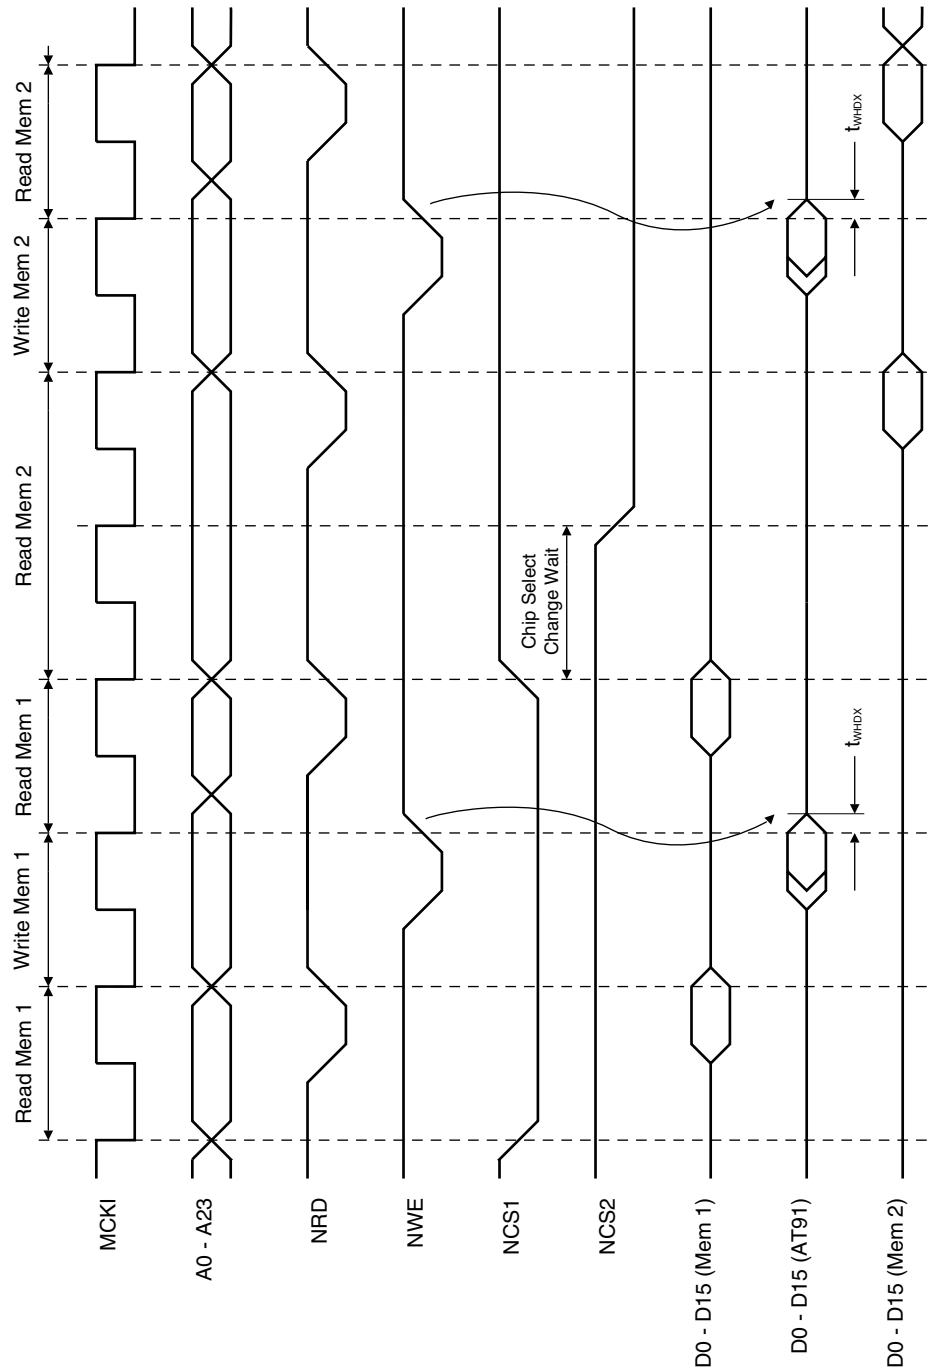 Read Mem 1
Write Mem 1
Read Mem 1
Read Mem 2
Write Mem 2
Read Mem 2
MCKI
A0 - A23
NRD
NWE
NCS1
NCS2
Chip Select
Change Wait
D0 - D15 (Mem 1)
D0 - D15 (AT91)
tWHDX
tWHDX
D0 - D15 (Mem 2)